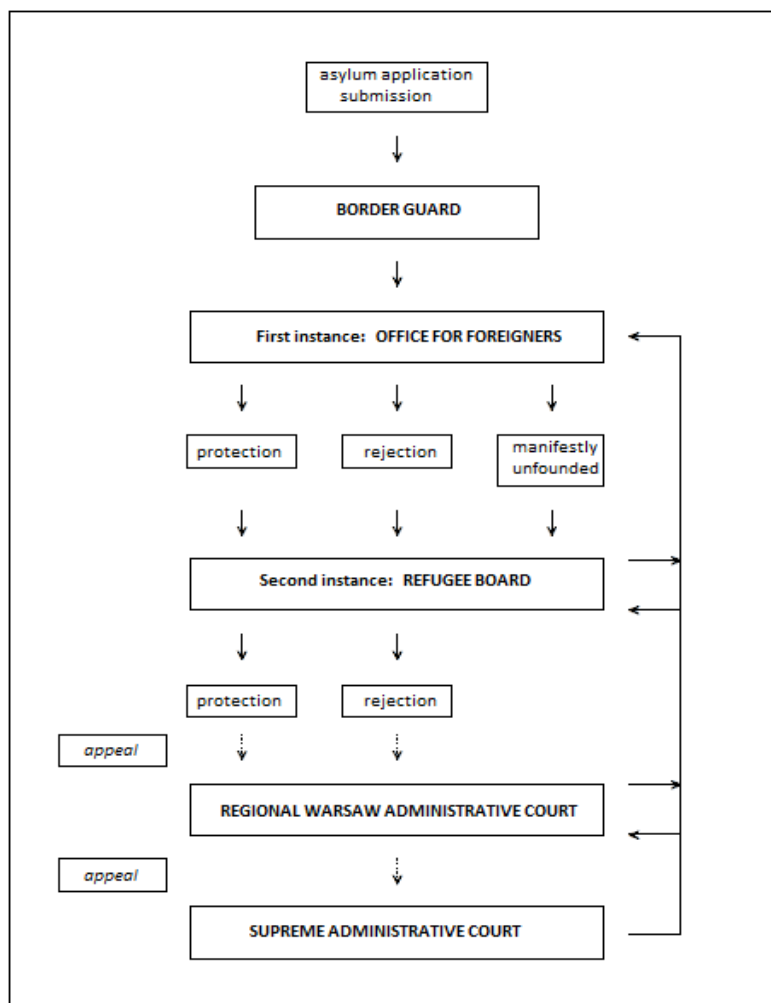 asylum application
submission
BORDER GUARD
First instance: OFFICE FOR FOREIGNERS
protection
rejection
manifestly
unfounded
Second instance: REFUGEE BOARD
protection
rejection
appeal
REGIONAL WARSAW ADMINISTRATIVE COURT
appeal
SUPREME ADMINISTRATIVE COURT